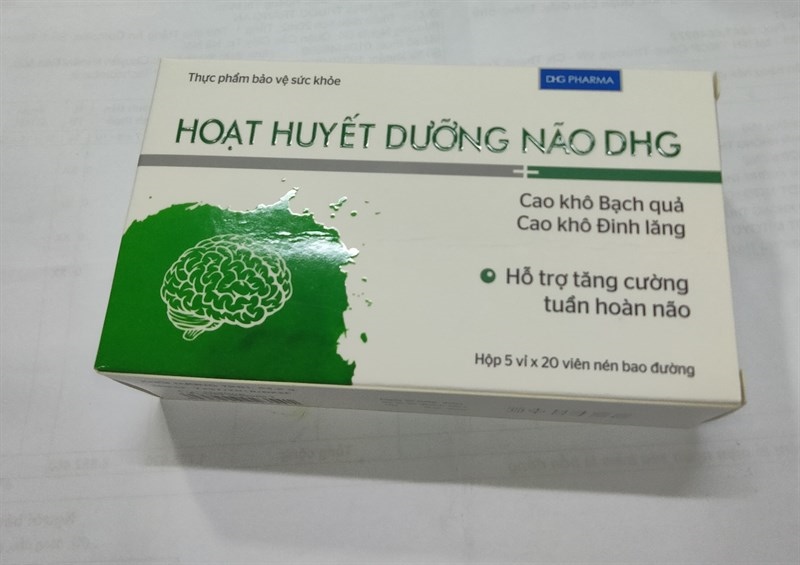 Thực phẩm bảo vệ sức khỏe
DHG PHARMA
HOẠT HUYẾT DƯỠNG NÃO DHG
Cao khô Bạch quả
Cao khô Đinh lăng
Hỗ trợ tăng cường
tuần hoàn não
Hộp 5 vỉ x 20 viên nén bao đường